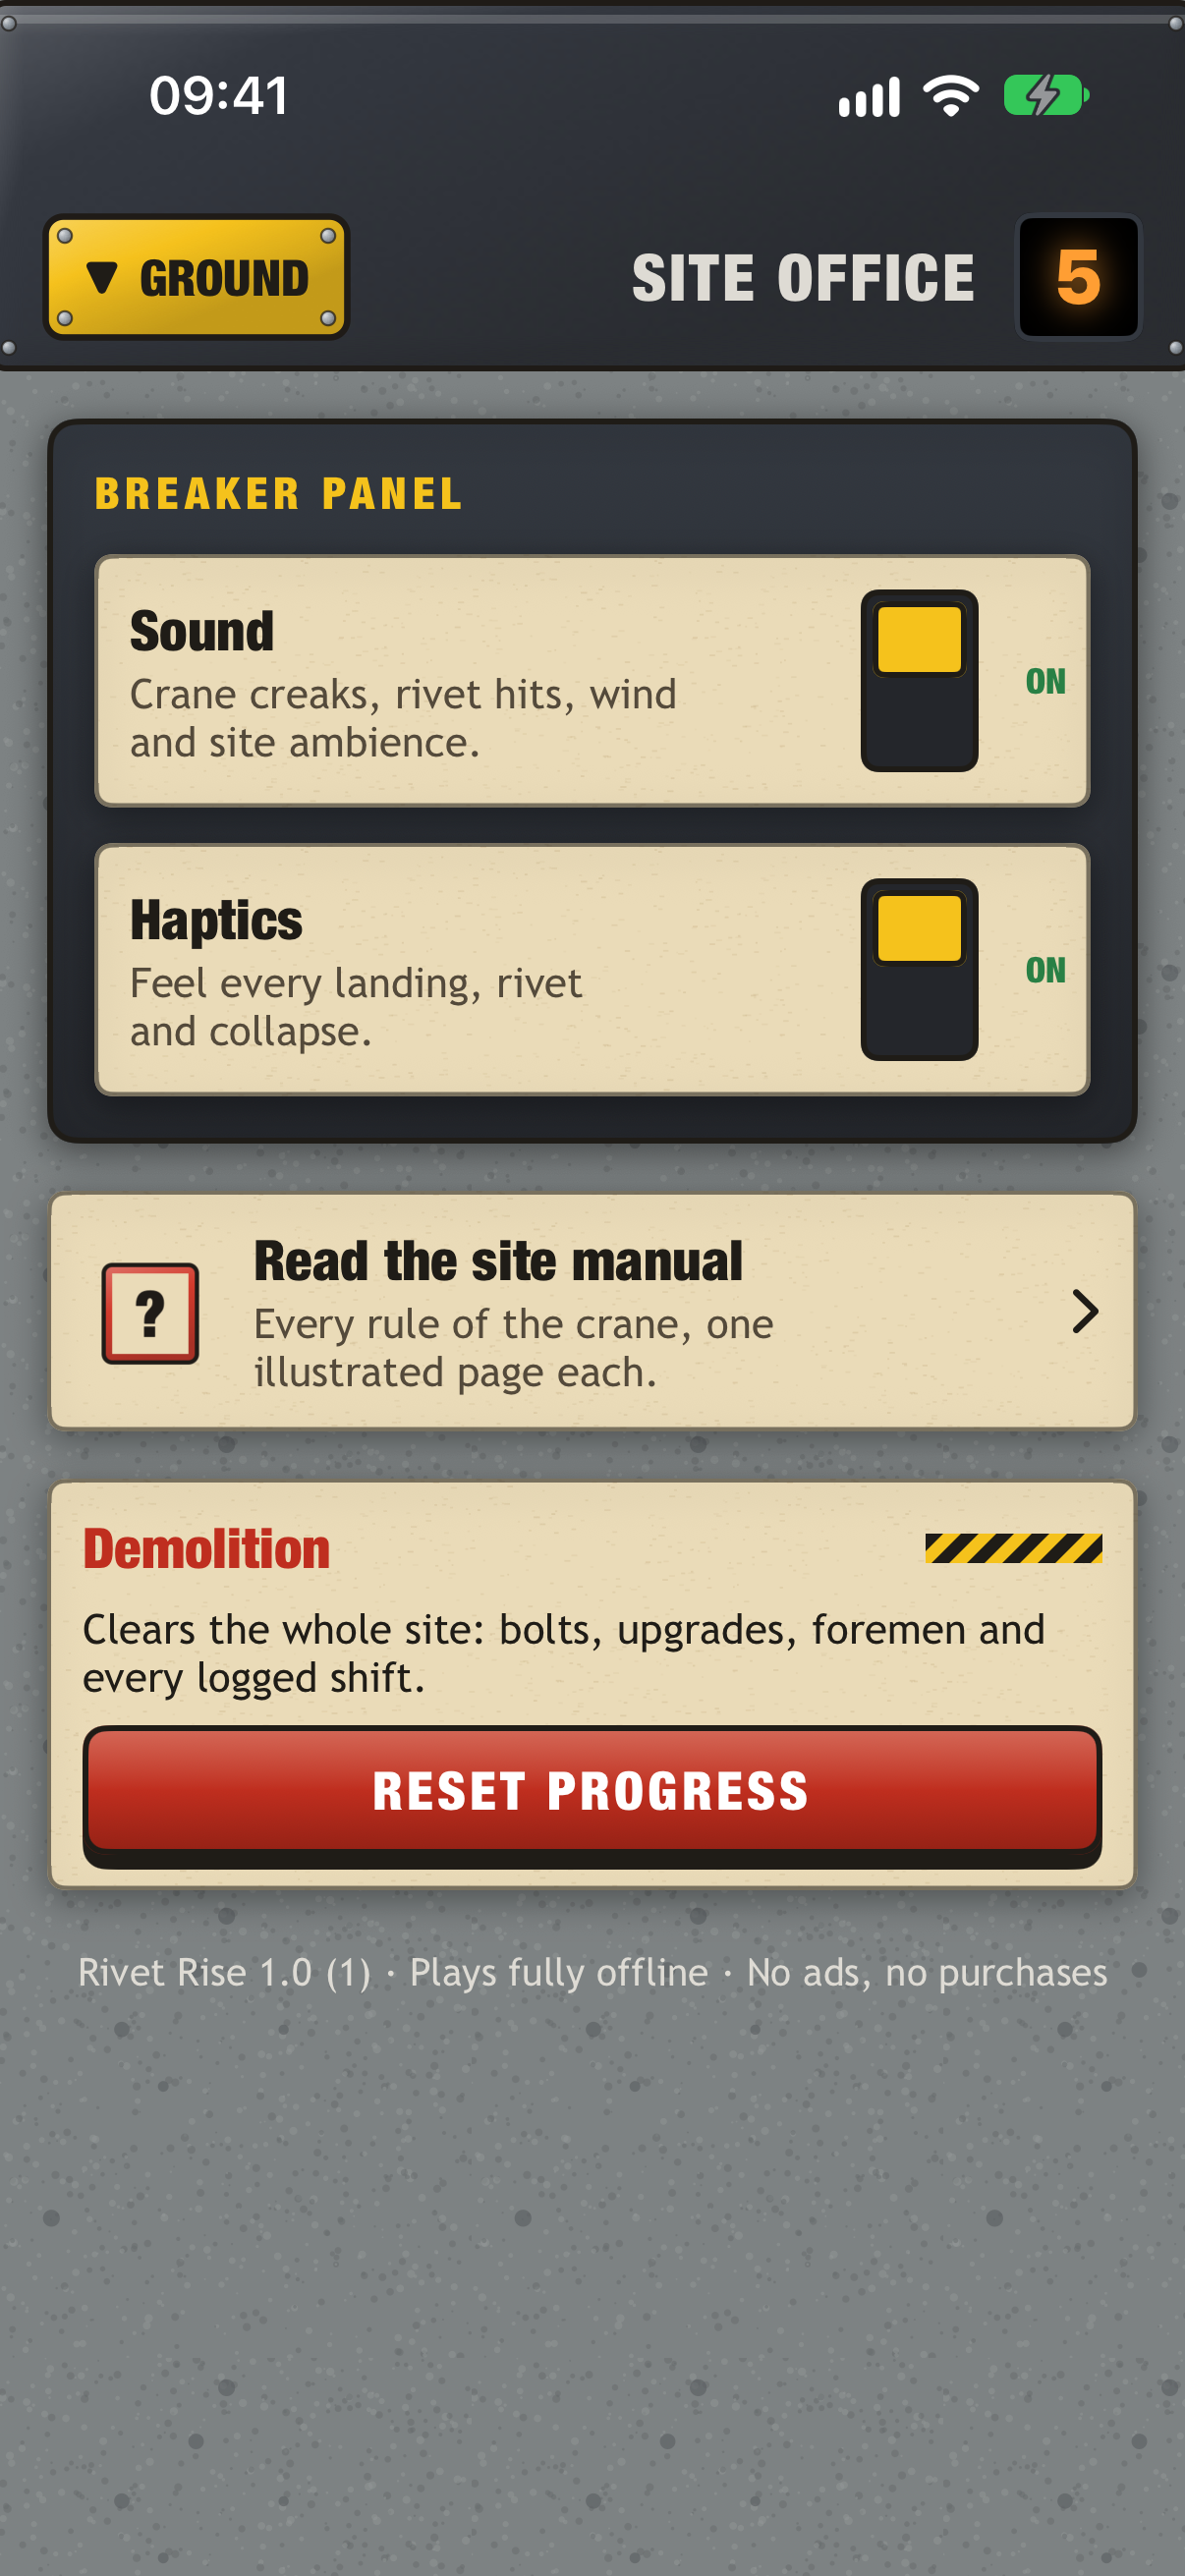 09:41
▼ GROUND
SITE OFFICE
5
BREAKER PANEL
Sound
Crane creaks, rivet hits, wind
and site ambience.
ON
Haptics
Feel every landing, rivet
and collapse.
ON
?
Read the site manual
Every rule of the crane, one
illustrated page each.
Demolition
Clears the whole site: bolts, upgrades, foremen and
every logged shift.
RESET PROGRESS
Rivet Rise 1.0 (1) · Plays fully offline · No ads, no purchases